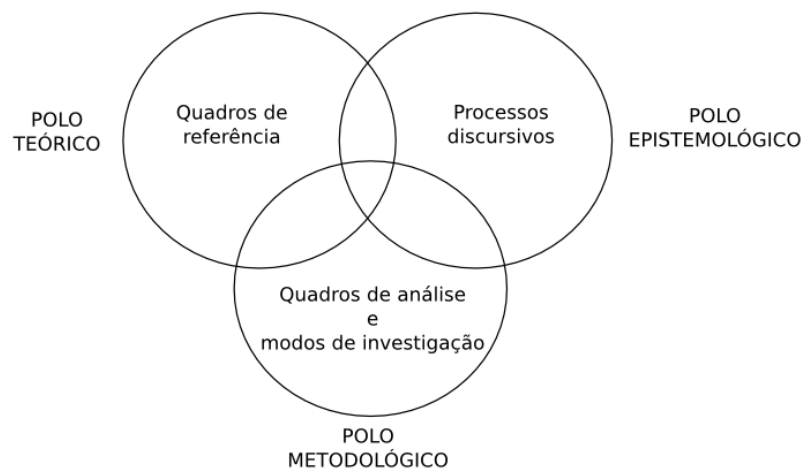 POLO
TEÓRICO
Quadros de
referência
Processos
discursivos
POLO
EPISTEMOLÓGICO
Quadros de análise
e
modos de investigação
POLO
METODOLÓGICO